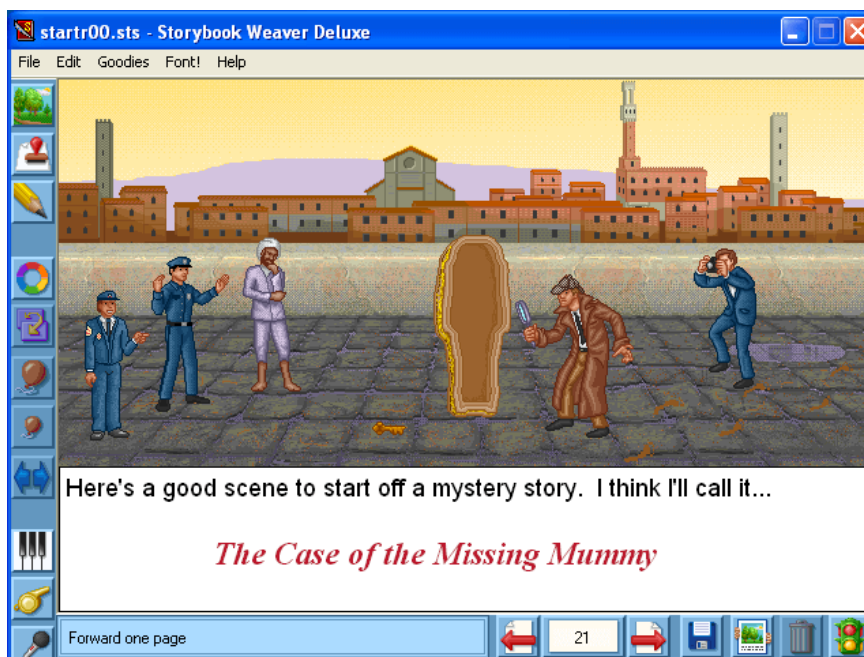 startr00.sts - Storybook Weaver Deluxe
File Edit Goodies Font! Help
Here's a good scene to start off a mystery story.  I think I'll call it...
The Case of the Missing Mummy
Forward one page
21